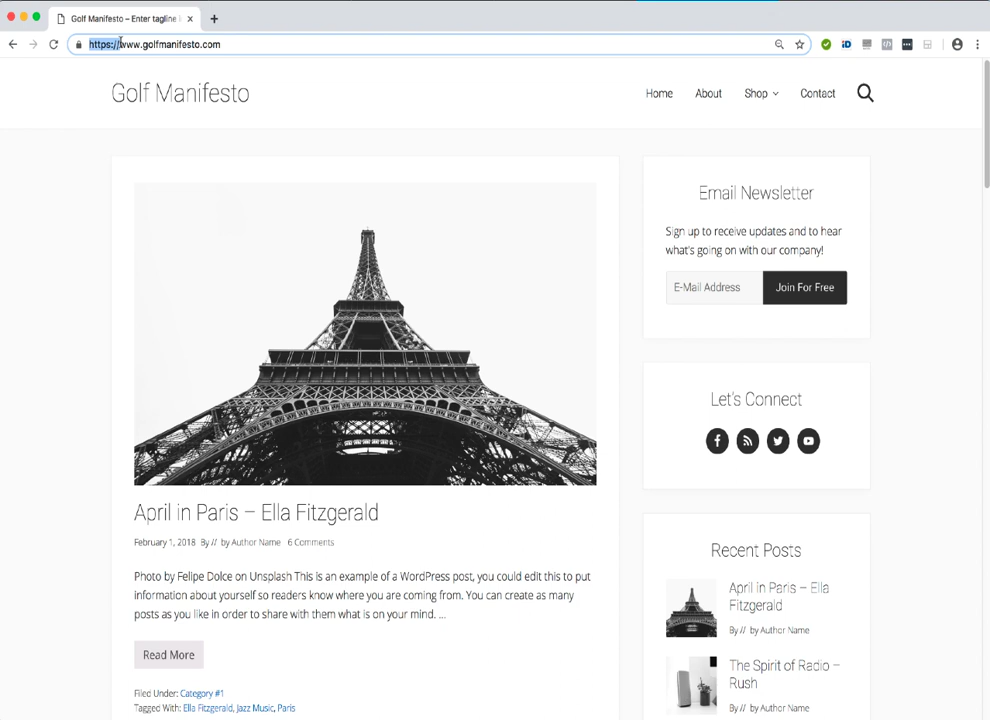 Golf Manifesto – Enter tagline
https://www.golfmanifesto.com
Golf Manifesto
Home About Shop Contact
Email Newsletter
Sign up to receive updates and to hear
what's going on with our company!
E-Mail Address Join For Free
Let's Connect
April in Paris – Ella Fitzgerald
February 1, 2018 By // by Author Name 6 Comments
Photo by Felipe Dolce on Unsplash This is an example of a WordPress post, you could edit this to put
information about yourself so readers know where you are coming from. You can create as many
posts as you like in order to share with them what is on your mind. ...
Read More
Filed Under: Category #1
Tagged With: Ella Fitzgerald, Jazz Music, Paris
Recent Posts
April in Paris – Ella
Fitzgerald
By // by Author Name
The Spirit of Radio –
Rush
By // by Author Name